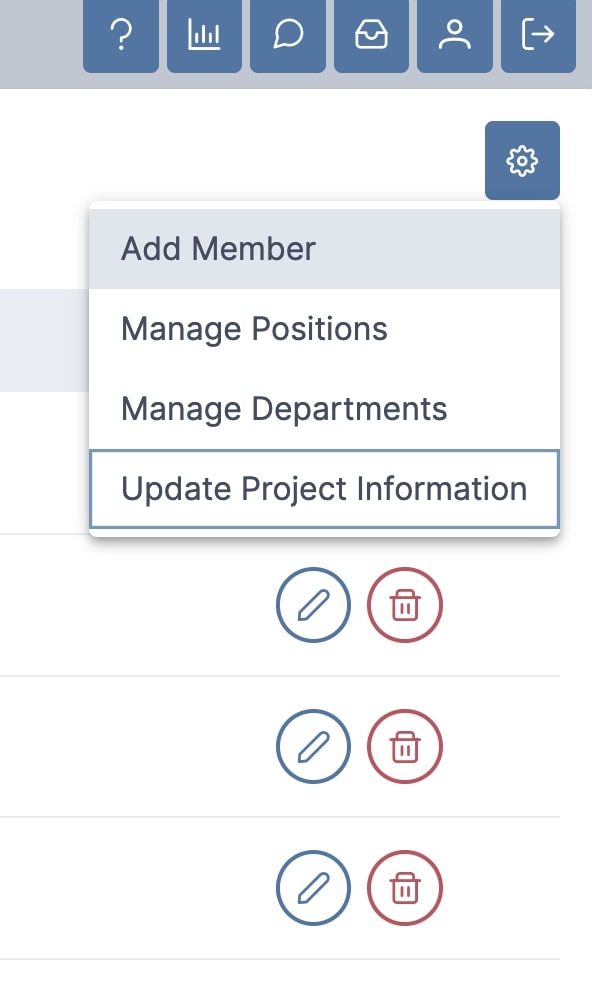 Add Member
Manage Positions
Manage Departments
Update Project Information